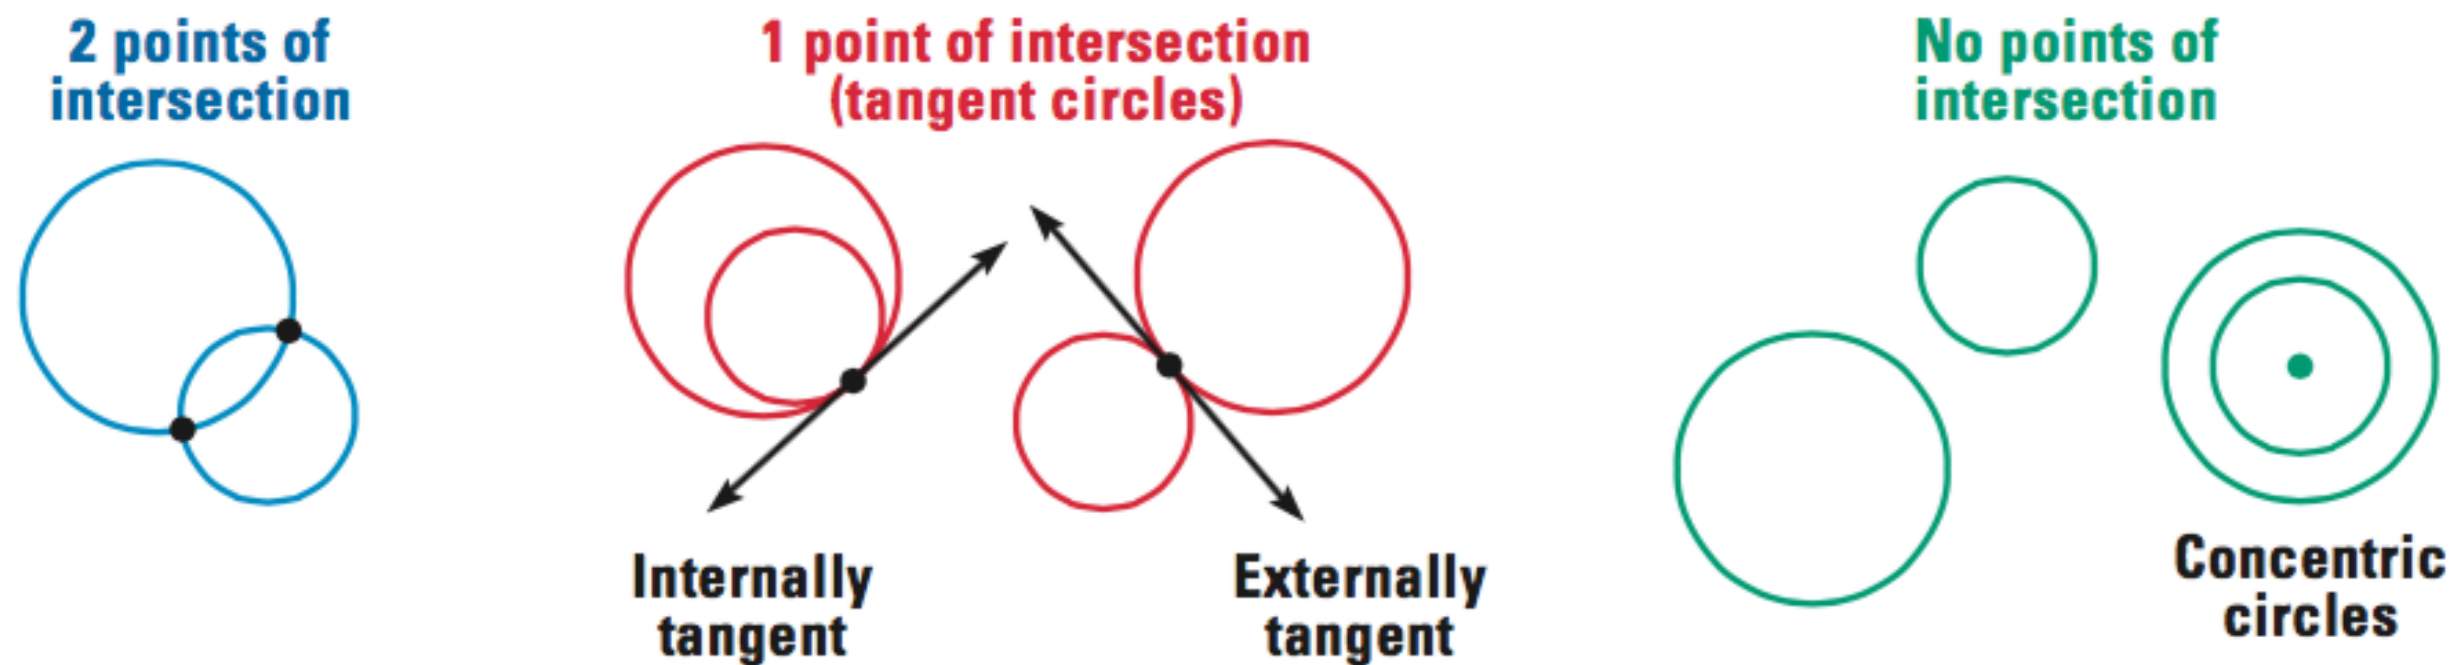 2 points of
intersection
1 point of intersection
(tangent circles)
No points of
intersection
Internally
tangent
Externally
tangent
Concentric
circles